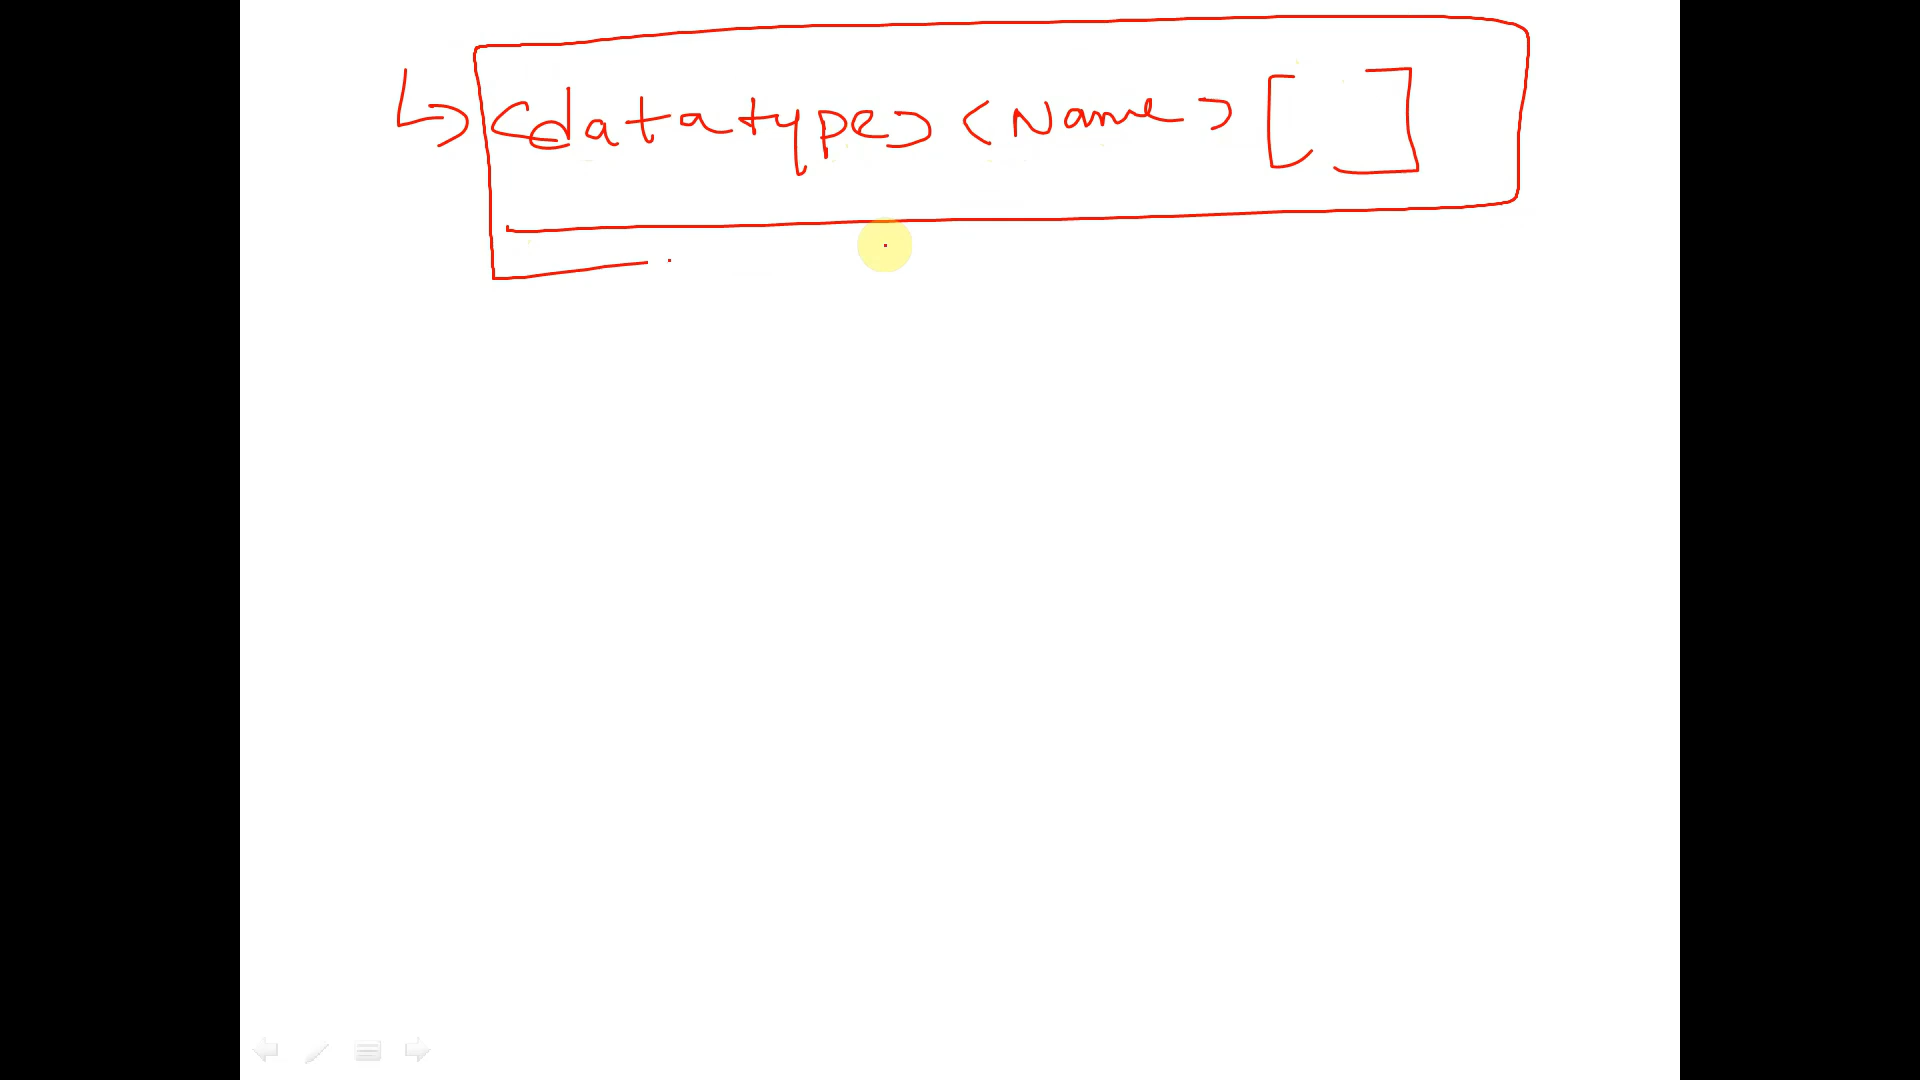 ↳ <datatype> <Name> [ ]